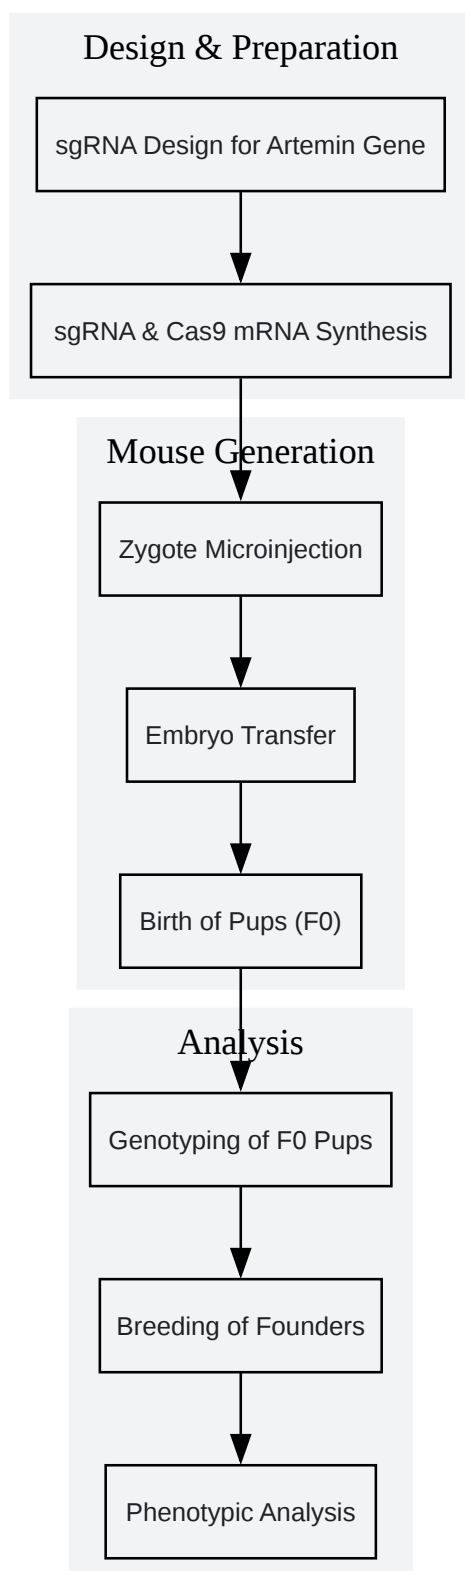 Design & Preparation
sgRNA Design for Artemin Gene
sgRNA & Cas9 mRNA Synthesis
Mouse Generation
Zygote Microinjection
Embryo Transfer
Birth of Pups (F0)
Analysis
Genotyping of F0 Pups
Breeding of Founders
Phenotypic Analysis